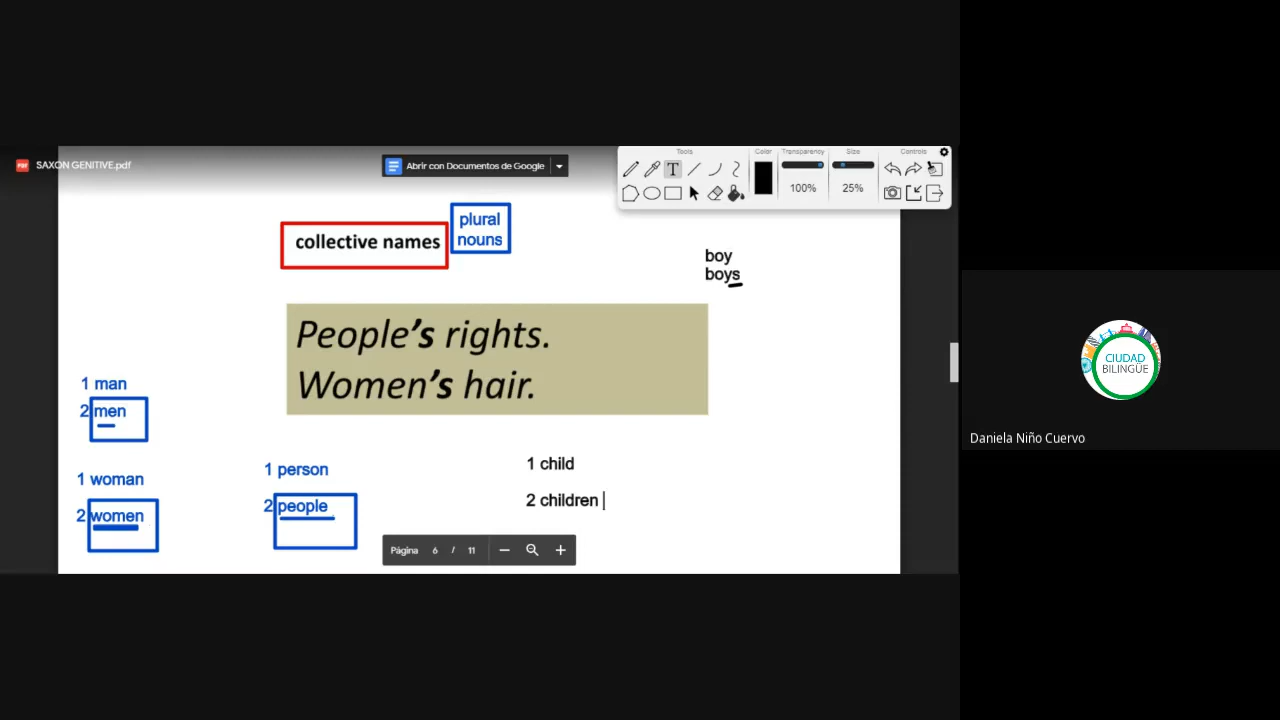 SAXON GENITIVE.pdf
Abrir con Documentos de Google
Tools
Color
Transparency
Size
Controls
100%
25%
plural
nouns
collective names
boy
boys
People's rights.
Women's hair.
1 man
2 men
1 woman
2 women
1 person
2 people
1 child
2 children
Página 6 / 11
CIUDAD
BILINGÜE
Daniela Niño Cuervo